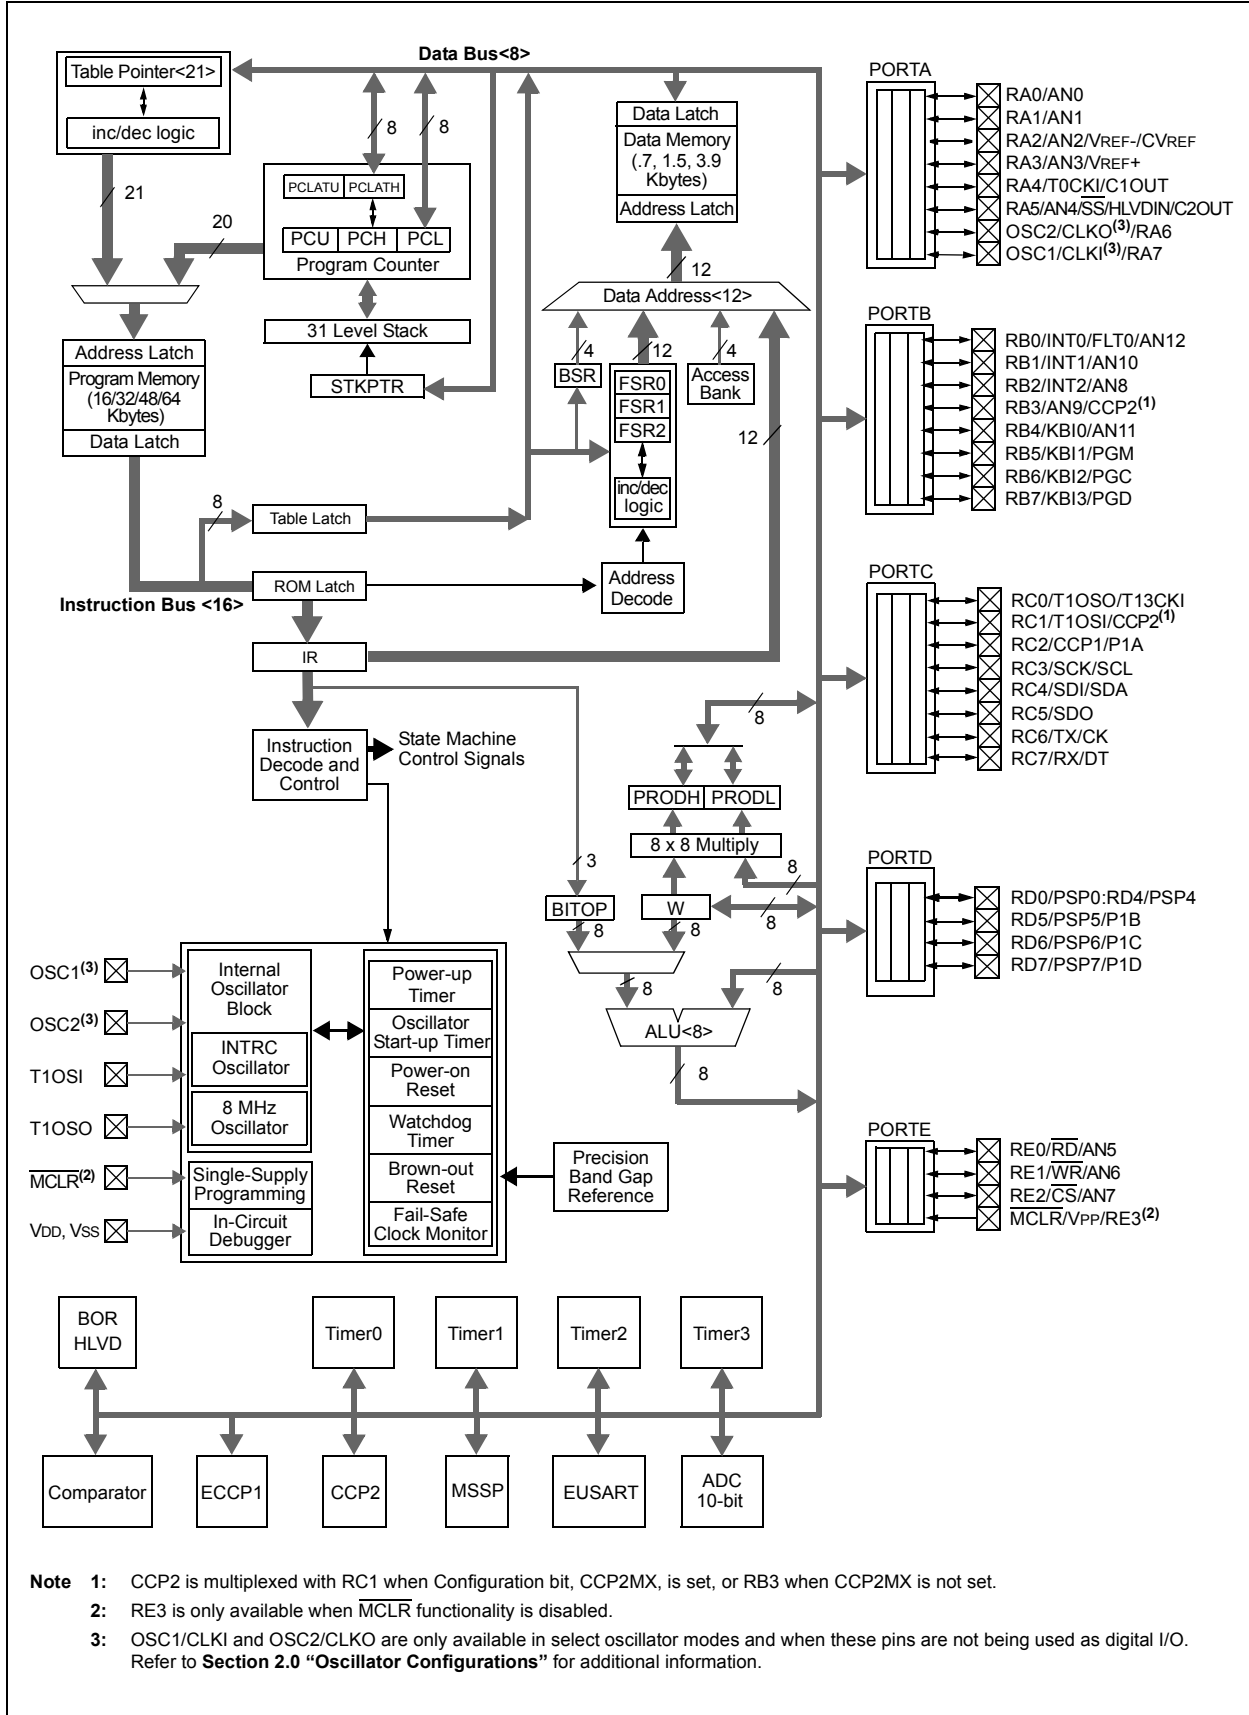 Data Bus<8>
Table Pointer<21>
inc/dec logic
21
20
8
8
PCLATU PCLATH
PCU PCH PCL
Program Counter
31 Level Stack
STKPTR
Address Latch
Program Memory
(16/32/48/64
Kbytes)
Data Latch
8
Table Latch
ROM Latch
Instruction Bus <16>
IR
Data Latch
Data Memory
(.7, 1.5, 3.9
Kbytes)
Address Latch
12
Data Address<12>
4
12
4
BSR
FSR0
FSR1
FSR2
inc/dec
logic
Access
Bank
12
Address
Decode
Instruction
Decode and
Control
State Machine
Control Signals
8
PRODH PRODL
8 x 8 Multiply
3
8
BITOP
W
8
8
8
8
8
ALU<8>
8
OSC1(3)
OSC2(3)
T1OSI
T1OSO
MCLR(2)
VDD, VSS
Internal
Oscillator
Block
INTRC
Oscillator
8 MHz
Oscillator
Single-Supply
Programming
In-Circuit
Debugger
Power-up
Timer
Oscillator
Start-up Timer
Power-on
Reset
Watchdog
Timer
Brown-out
Reset
Fail-Safe
Clock Monitor
Precision
Band Gap
Reference
PORTA
RA0/AN0
RA1/AN1
RA2/AN2/VREF-/CVREF
RA3/AN3/VREF+
RA4/T0CKI/C1OUT
RA5/AN4/SS/HLVDIN/C2OUT
OSC2/CLKO(3)/RA6
OSC1/CLKI(3)/RA7
PORTB
RB0/INT0/FLT0/AN12
RB1/INT1/AN10
RB2/INT2/AN8
RB3/AN9/CCP2(1)
RB4/KBI0/AN11
RB5/KBI1/PGM
RB6/KBI2/PGC
RB7/KBI3/PGD
PORTC
RC0/T1OSO/T13CKI
RC1/T1OSI/CCP2(1)
RC2/CCP1/P1A
RC3/SCK/SCL
RC4/SDI/SDA
RC5/SDO
RC6/TX/CK
RC7/RX/DT
PORTD
RD0/PSP0:RD4/PSP4
RD5/PSP5/P1B
RD6/PSP6/P1C
RD7/PSP7/P1D
PORTE
RE0/RD/AN5
RE1/WR/AN6
RE2/CS/AN7
MCLR/VPP/RE3(2)
BOR
HLVD
Timer0
Timer1
Timer2
Timer3
Comparator
ECCP1
CCP2
MSSP
EUSART
ADC
10-bit
Note 1: CCP2 is multiplexed with RC1 when Configuration bit, CCP2MX, is set, or RB3 when CCP2MX is not set.
2: RE3 is only available when MCLR functionality is disabled.
3: OSC1/CLKI and OSC2/CLKO are only available in select oscillator modes and when these pins are not being used as digital I/O.
Refer to Section 2.0 “Oscillator Configurations” for additional information.